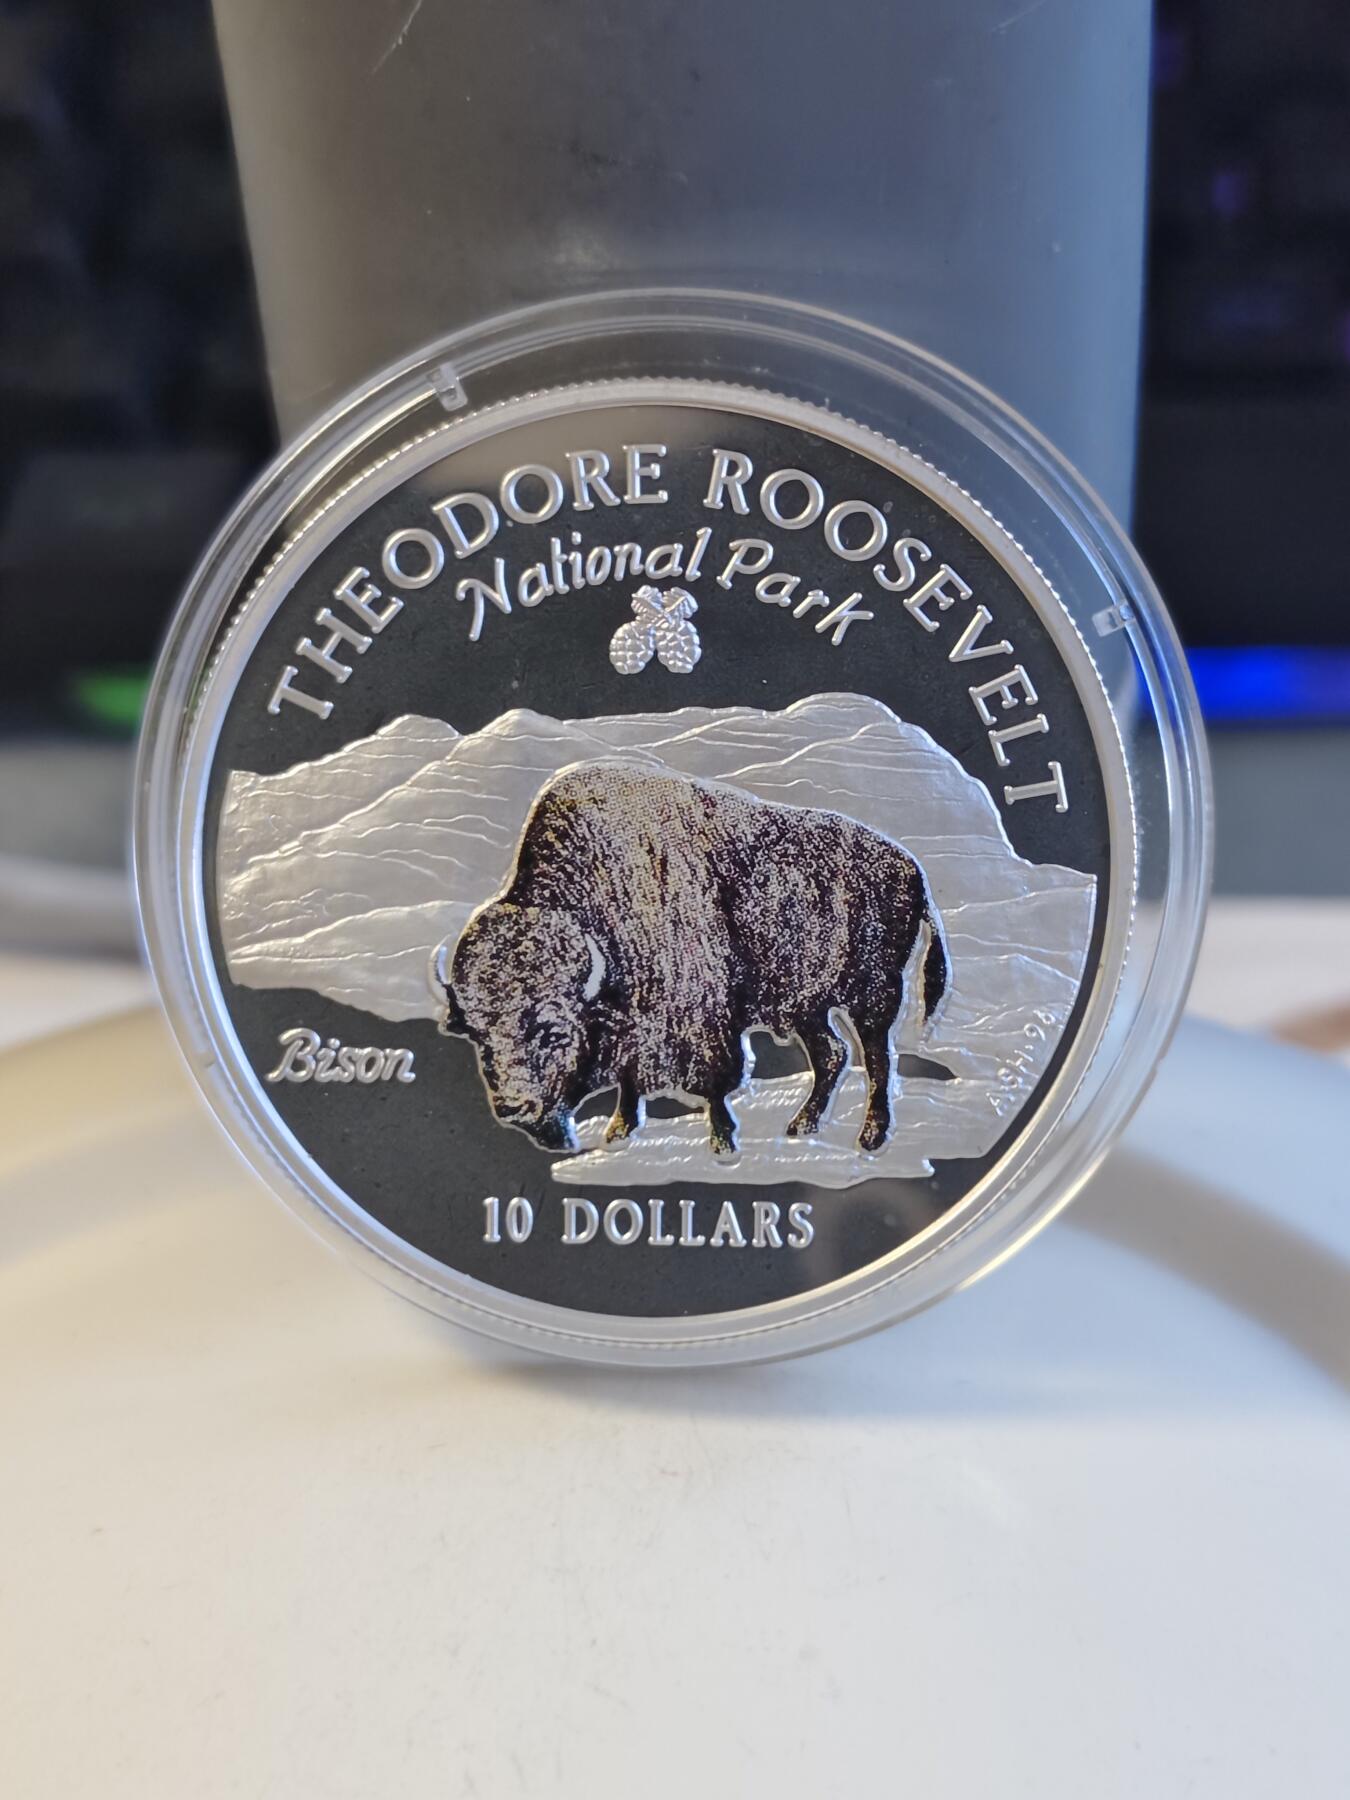 THEODORE ROOSEVELT
National Park
Bison
10 DOLLARS